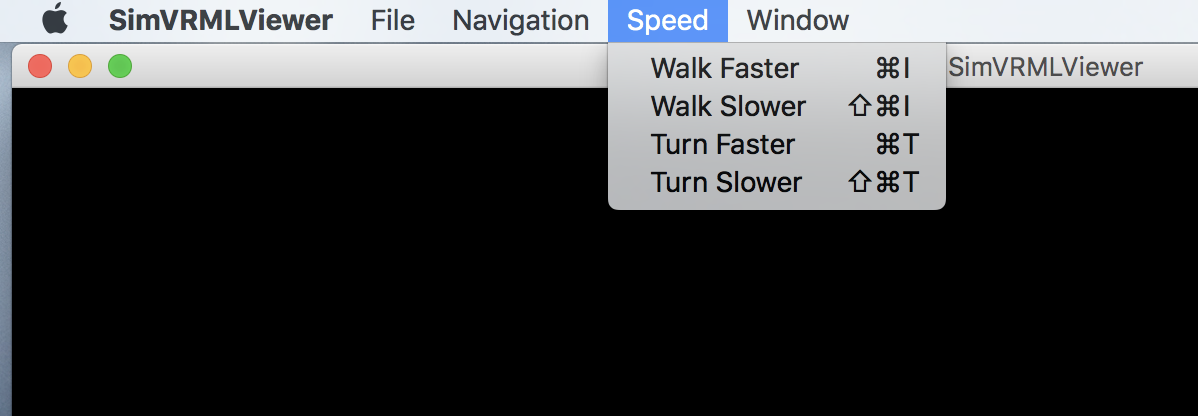 SimVRMLViewer File Navigation Speed Window
SimVRMLViewer
Walk Faster ⌘I
Walk Slower ⇧⌘I
Turn Faster ⌘T
Turn Slower ⇧⌘T